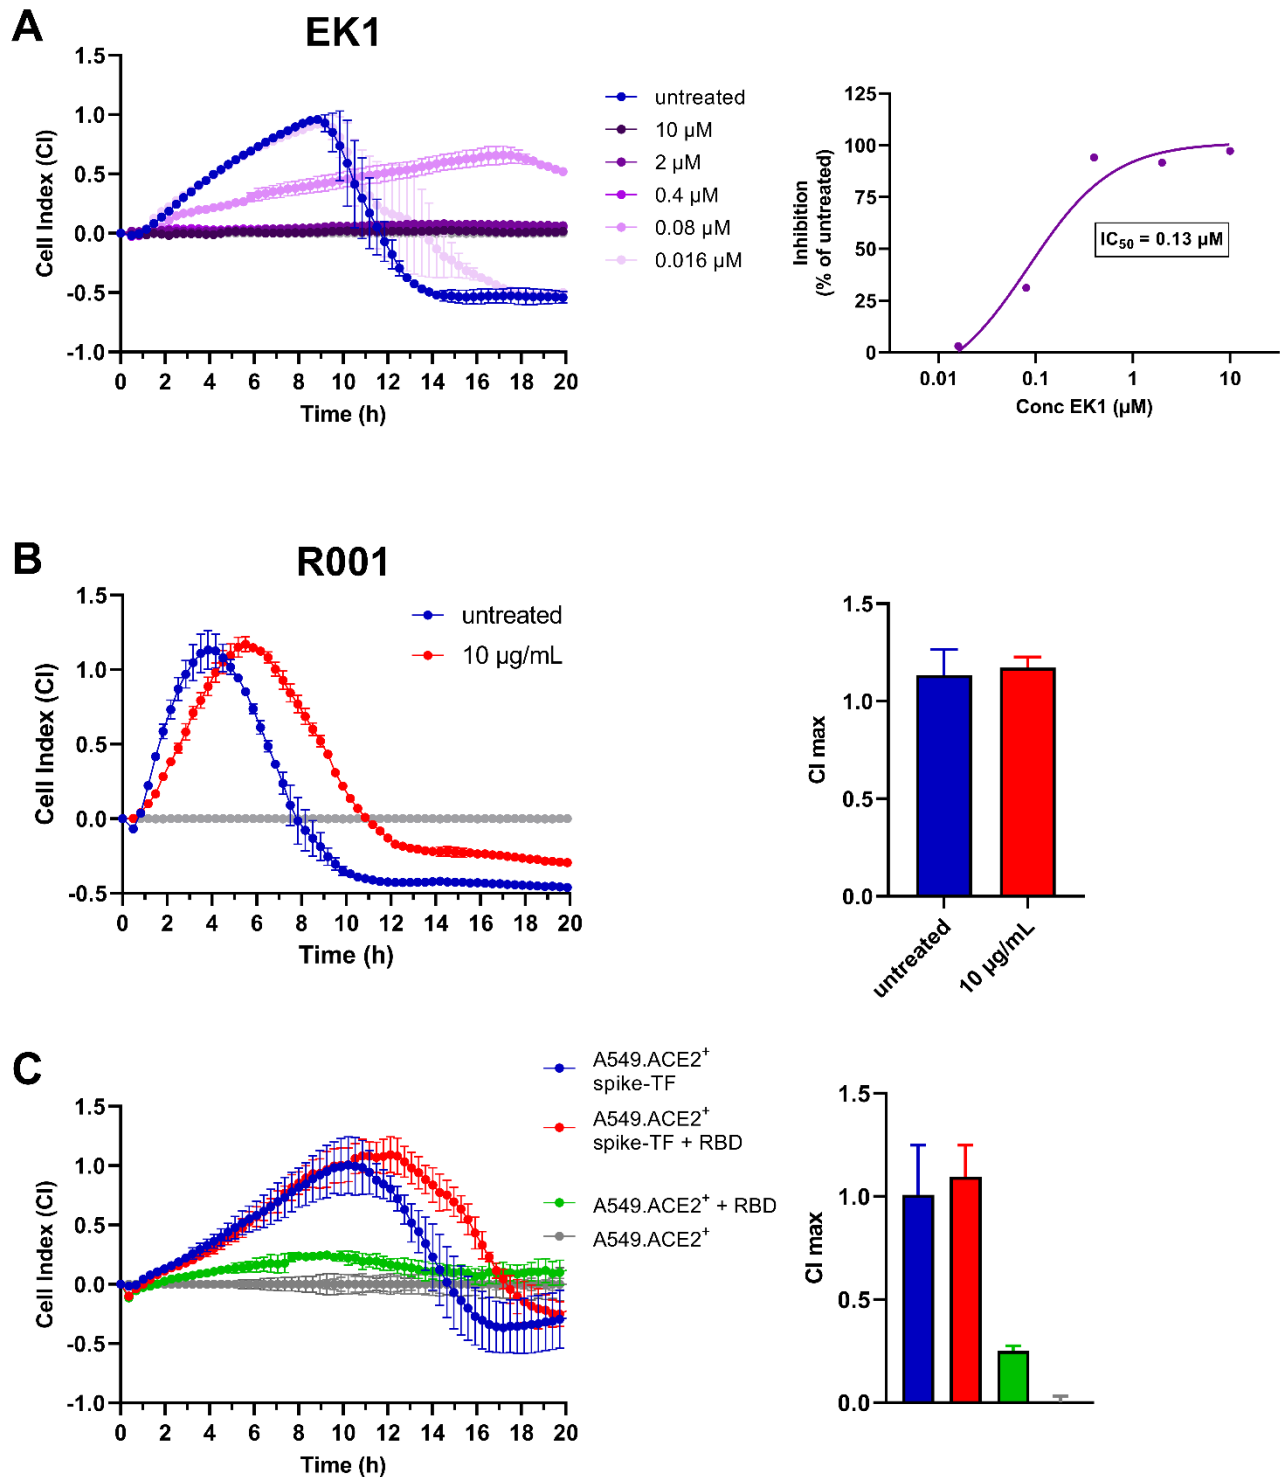 A
EK1
1.5
1.0
0.5
0.0
-0.5
-1.0
Cell Index (CI)
0 2 4 6 8 10 12 14 16 18 20
Time (h)
untreated
10 µM
2 µM
0.4 µM
0.08 µM
0.016 µM
125
100
75
50
25
0
Inhibition
(% of untreated)
IC50 = 0.13 µM
0.01 0.1 1 10
Conc EK1 (µM)
B
R001
1.5
1.0
0.5
0.0
-0.5
Cell Index (CI)
0 2 4 6 8 10 12 14 16 18 20
Time (h)
untreated
10 µg/mL
1.5
1.0
0.5
0.0
CI max
untreated
10 µg/mL
C
1.5
1.0
0.5
0.0
-0.5
-1.0
Cell Index (CI)
0 2 4 6 8 10 12 14 16 18 20
Time (h)
A549.ACE2+
spike-TF
A549.ACE2+
spike-TF + RBD
A549.ACE2+ + RBD
A549.ACE2+
1.5
1.0
0.5
0.0
CI max